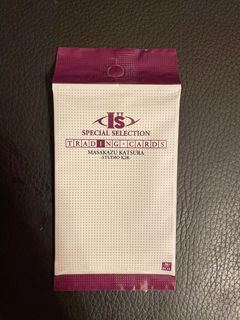 I"s
SPECIAL SELECTION
TRADING·CARDS
MASAKAZU KATSURA
STUDIO K2R